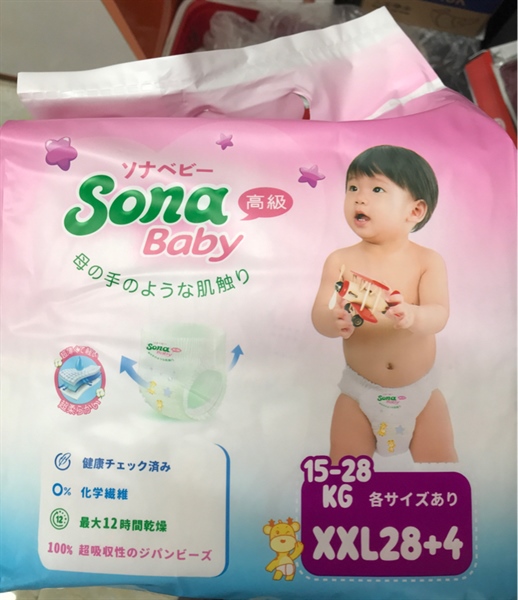 ソナベビー
Sona
Baby
高級
母の手のような肌触り
Sona
Baby
Sona
Baby
健康チェック済み
0% 化学繊維
12 最大12時間乾燥
100% 超吸収性のジパンビーズ
15-28
KG
各サイズあり
XXL28+4